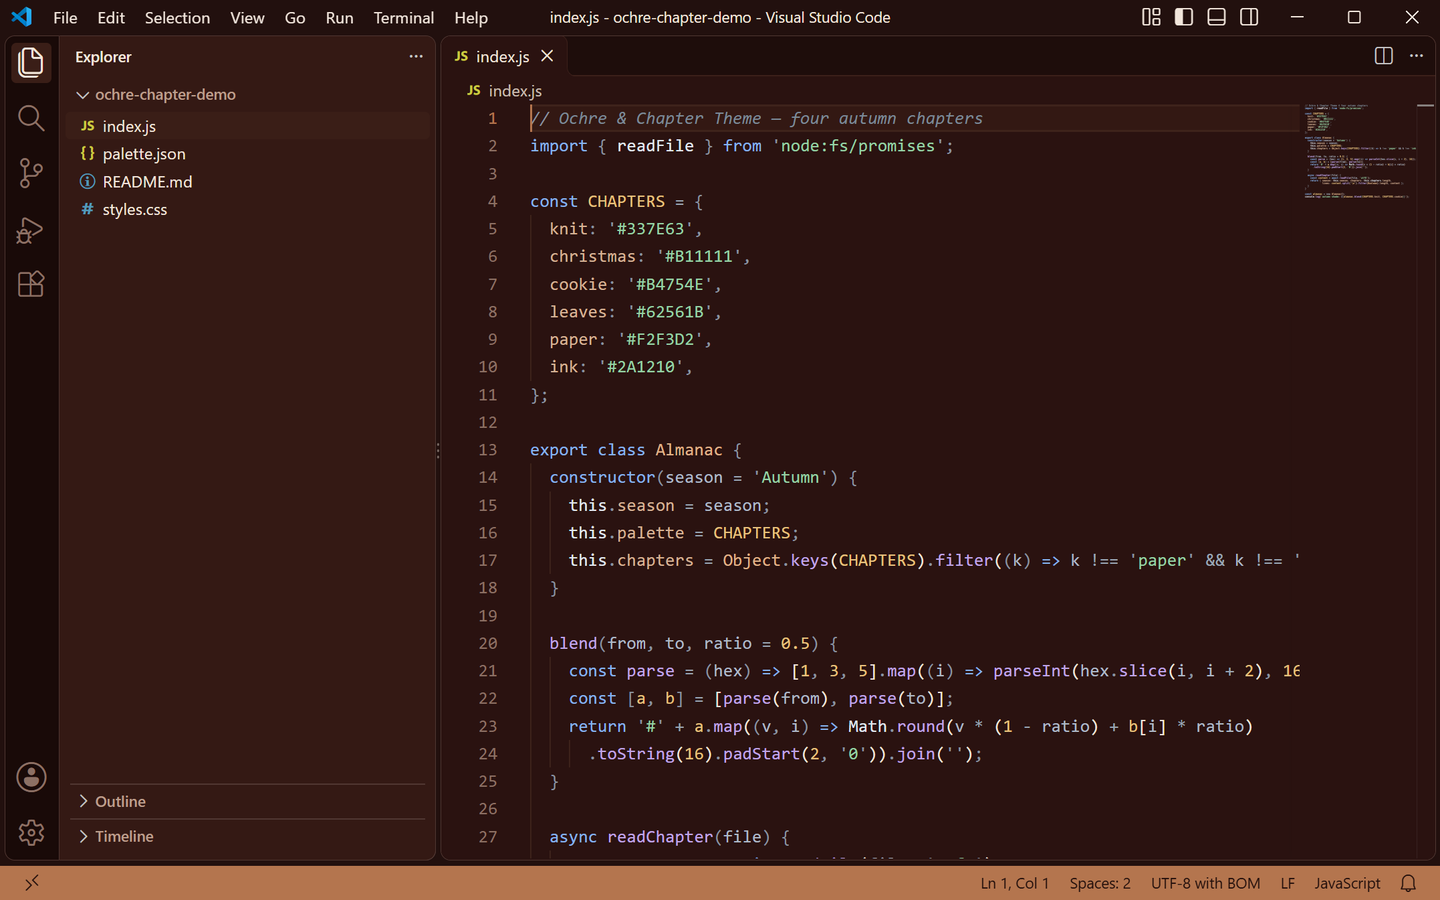 File Edit Selection View Go Run Terminal Help
index.js - ochre-chapter-demo - Visual Studio Code
Explorer
ochre-chapter-demo
JS index.js
{} palette.json
README.md
# styles.css
Outline
Timeline
JS index.js
JS index.js
1 // Ochre & Chapter Theme — four autumn chapters
2 import { readFile } from 'node:fs/promises';
3
4 const CHAPTERS = {
5 knit: '#337E63',
6 christmas: '#B11111',
7 cookie: '#B4754E',
8 leaves: '#62561B',
9 paper: '#F2F3D2',
10 ink: '#2A1210',
11 };
12
13 export class Almanac {
14 constructor(season = 'Autumn') {
15 this.season = season;
16 this.palette = CHAPTERS;
17 this.chapters = Object.keys(CHAPTERS).filter((k) => k !== 'paper' && k !== '
18 }
19
20 blend(from, to, ratio = 0.5) {
21 const parse = (hex) => [1, 3, 5].map((i) => parseInt(hex.slice(i, i + 2), 16
22 const [a, b] = [parse(from), parse(to)];
23 return '#' + a.map((v, i) => Math.round(v * (1 - ratio) + b[i] * ratio)
24 .toString(16).padStart(2, '0')).join('');
25 }
26
27 async readChapter(file) {
Ln 1, Col 1 Spaces: 2 UTF-8 with BOM LF JavaScript